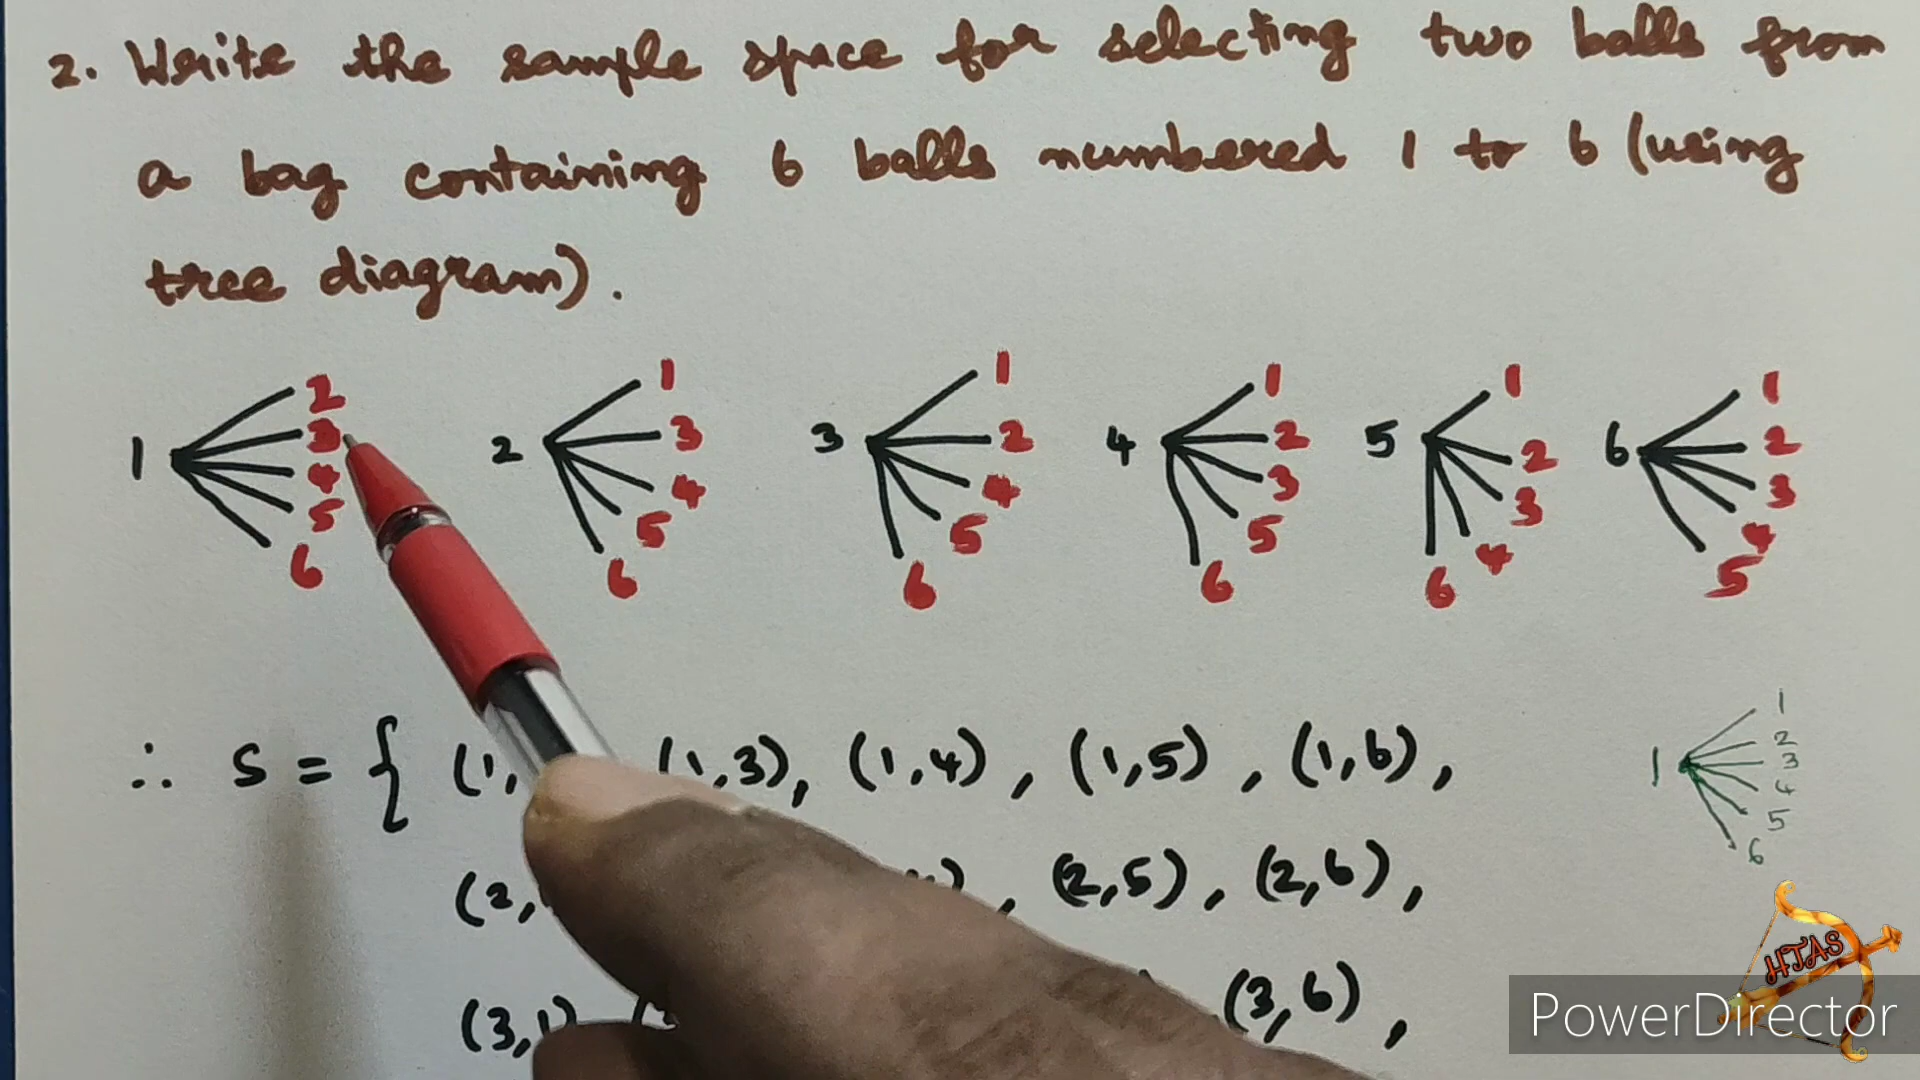 2. Write the sample space for selecting two balls from
a bag containing 6 balls numbered 1 to 6 (using
tree diagram).
1 2 3 4 5 6
2 1 3 4 5 6
3 1 2 4 5 6
4 1 2 3 5 6
5 1 2 3 4 6
6 1 2 3 4 5
∴ S = { (1, (1,3), (1,4), (1,5), (1,6),
(2, , (2,5), (2,6),
(3,1) (3,6),
1 1 2 3 4 5 6
HTAS
PowerDirector